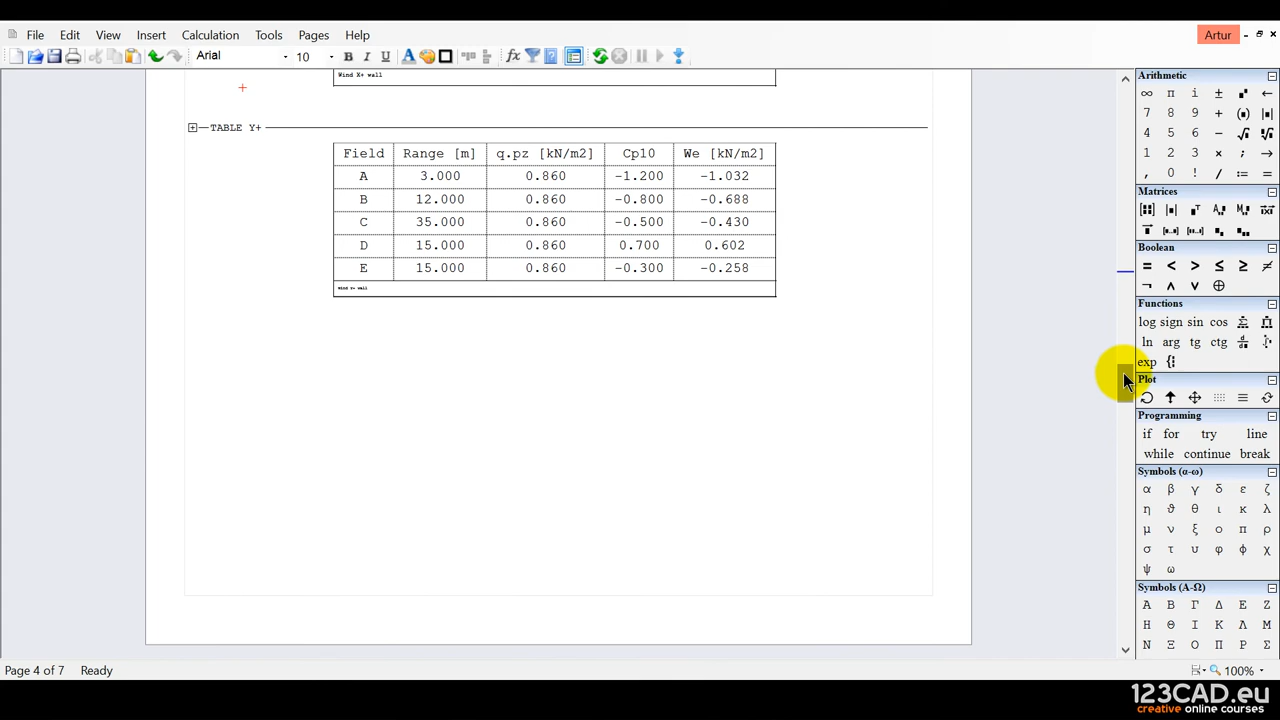 File Edit View Insert Calculation Tools Pages Help
Artur
Arial 10 B I U A fx
Wind X+ wall
TABLE Y+
Field Range [m] q.pz [kN/m2] Cp10 We [kN/m2]
A 3.000 0.860 -1.200 -1.032
B 12.000 0.860 -0.800 -0.688
C 35.000 0.860 -0.500 -0.430
D 15.000 0.860 0.700 0.602
E 15.000 0.860 -0.300 -0.258
Wind Y+ wall
Arithmetic
∞ π i ±
7 8 9 +
4 5 6 −
1 2 3 × ; →
, 0 ! / := =
Matrices
Boolean
= < > ≤ ≥ ≠
¬ ∧ ∨ ⊕
Functions
log sign sin cos
ln arg tg ctg
exp
Plot
Programming
if for try line
while continue break
Symbols (α-ω)
α β γ δ ε ζ
η ϑ θ ι κ λ
μ ν ξ ο π ρ
σ τ υ φ ϕ χ
ψ ω
Symbols (Α-Ω)
Α Β Γ Δ Ε Ζ
Η Θ Ι Κ Λ Μ
Ν Ξ Ο Π Ρ Σ
Page 4 of 7 Ready
100%
123CAD.eu
creative online courses